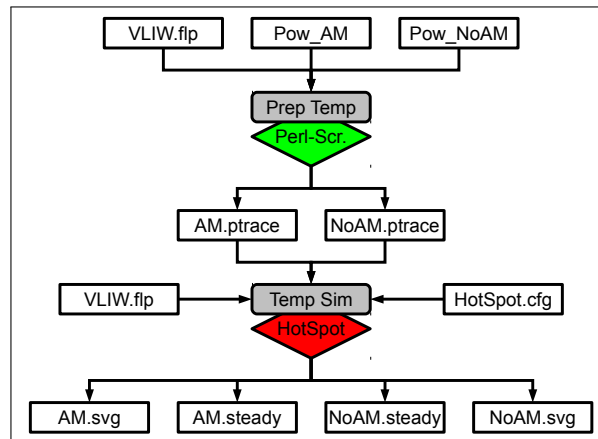 VLIW.flp
Pow_AM
Pow_NoAM
Prep Temp
Perl-Scr.
AM.ptrace
NoAM.ptrace
VLIW.flp
Temp Sim
HotSpot.cfg
HotSpot
AM.svg
AM.steady
NoAM.steady
NoAM.svg